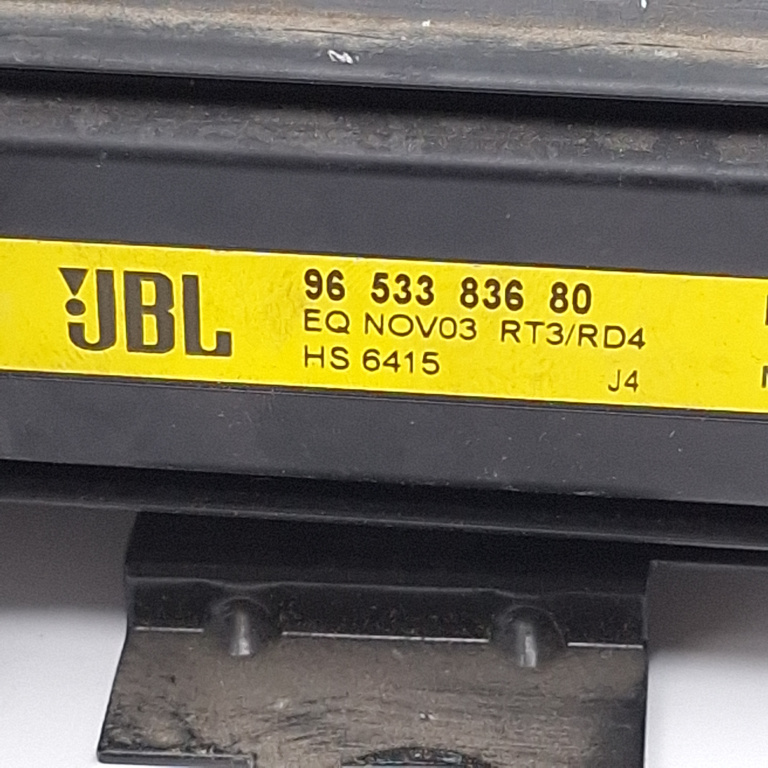 JBL
96 533 836 80
EQ NOV03 RT3/RD4
HS 6415
J4